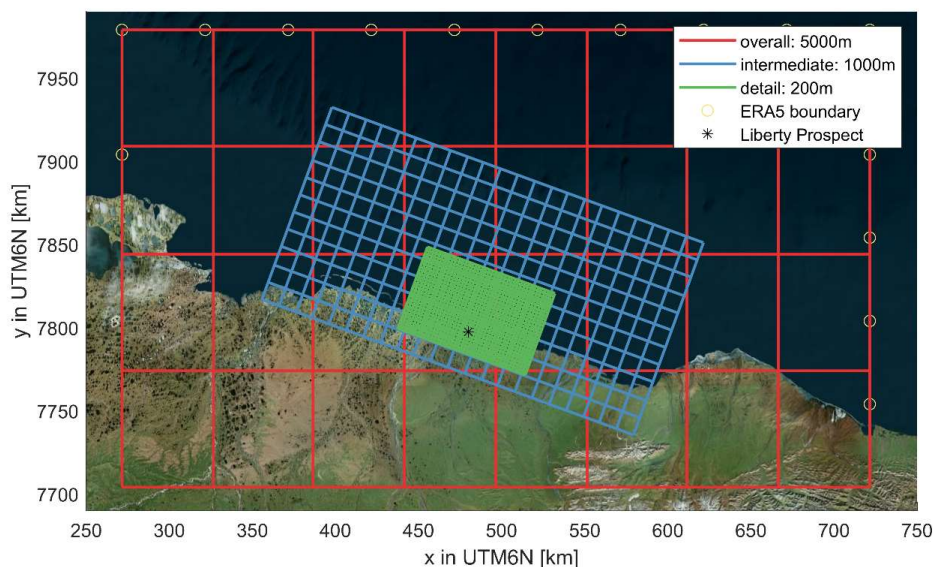 overall: 5000m
intermediate: 1000m
detail: 200m
ERA5 boundary
Liberty Prospect
y in UTM6N [km]
7950
7900
7850
7800
7750
7700
250 300 350 400 450 500 550 600 650 700 750
x in UTM6N [km]